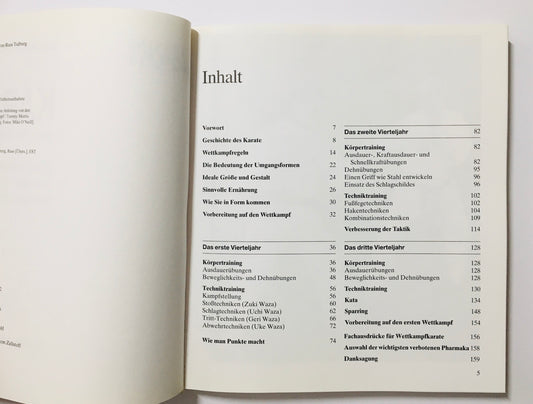 Inhalt
Vorwort 7
Geschichte des Karate 8
Wettkampfregeln 14
Die Bedeutung der Umgangsformen 22
Ideale Größe und Gestalt 24
Sinnvolle Ernährung 26
Wie Sie in Form kommen 30
Vorbereitung auf den Wettkampf 32
Das erste Vierteljahr 36
Körpertraining 36
Ausdauerübungen 36
Beweglichkeits- und Dehnübungen 48
Techniktraining 56
Kampfstellung 56
Stoßtechniken (Zuki Waza) 60
Schlagtechniken (Uchi Waza) 62
Tritt-Techniken (Geri Waza) 66
Abwehrtechniken (Uke Waza) 72
Wie man Punkte macht 74
Das zweite Vierteljahr 82
Körpertraining 82
Ausdauer-, Kraftausdauer- und
Schnellkraftübungen 82
Dehnübungen 95
Einen Griff wie Stahl entwickeln 96
Einsatz des Schlagschildes 96
Techniktraining 102
Fußfegetechniken 102
Hakentechniken 104
Kombinationstechniken 109
Verbesserung der Taktik 114
Das dritte Vierteljahr 128
Körpertraining 128
Ausdauerübungen 128
Beweglichkeits- und Dehnübungen 128
Techniktraining 130
Kata 134
Sparring 148
Vorbereitung auf den ersten Wettkampf 154
Fachausdrücke für Wettkampfkarate 156
Auswahl der wichtigsten verbotenen Pharmaka 158
Danksagung 159
5